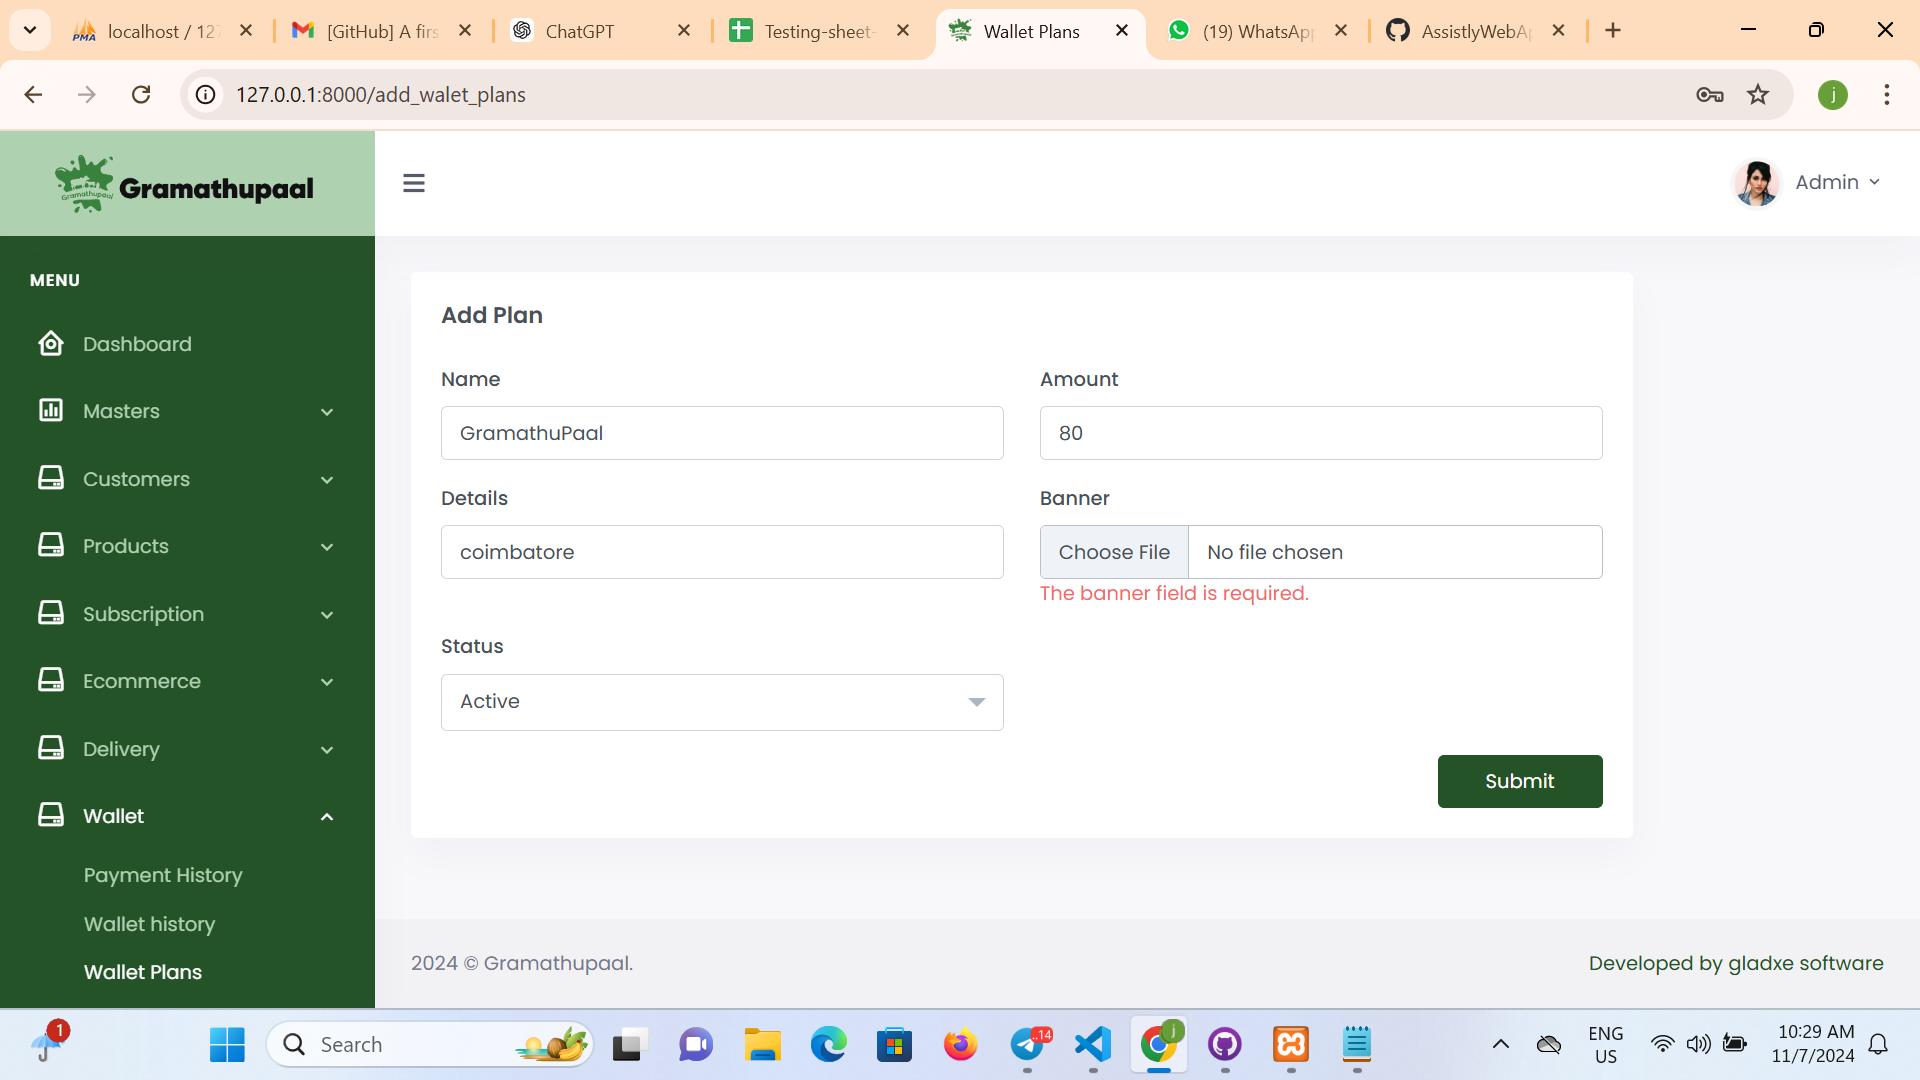 localhost / 127
[GitHub] A firs
ChatGPT
Testing-sheet-
Wallet Plans
(19) WhatsApp
AssistlyWebAp
127.0.0.1:8000/add_walet_plans
j
Gramathupaal
Gramathupaal
Admin
MENU
Dashboard
Masters
Customers
Products
Subscription
Ecommerce
Delivery
Wallet
Payment History
Wallet history
Wallet Plans
Add Plan
Name
Amount
GramathuPaal
80
Details
Banner
coimbatore
Choose File
No file chosen
The banner field is required.
Status
Active
Submit
2024 © Gramathupaal.
Developed by gladxe software
1
Search
..14
j
ENG
US
10:29 AM
11/7/2024